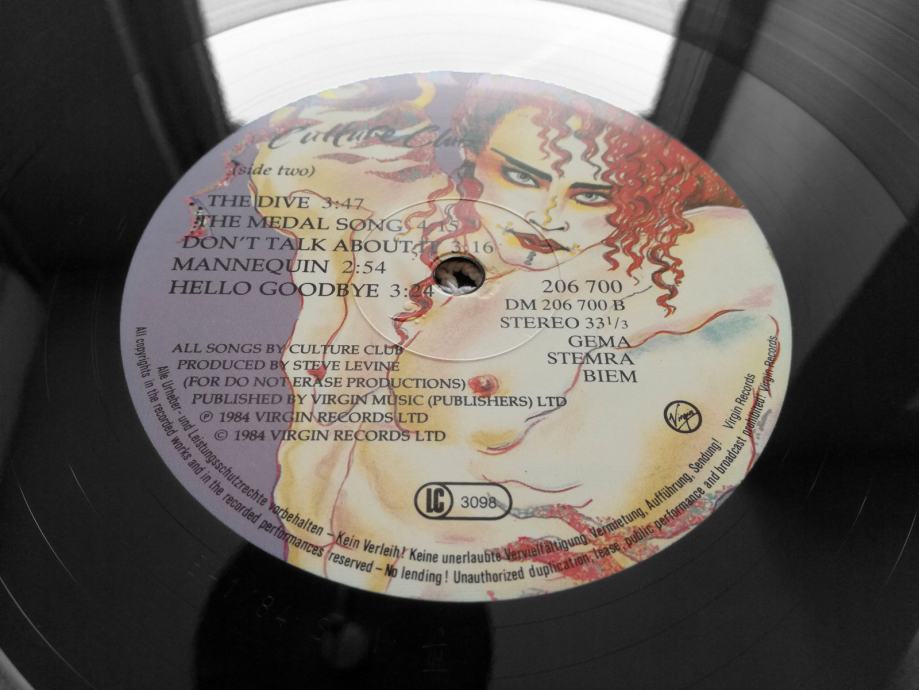 Culture Club
(side two)
THE DIVE 3:47
THE MEDAL SONG 4:15
DON'T TALK ABOUT IT 3:16
MANNEQUIN 2:54
HELLO GOODBYE 3:24
206 700
DM 206 700 B
STEREO 33 1/3
GEMA
STEMRA
BIEM
ALL SONGS BY CULTURE CLUB
PRODUCED BY STEVE LEVINE
(FOR DO NOT ERASE PRODUCTIONS)
PUBLISHED BY VIRGIN MUSIC (PUBLISHERS) LTD
℗ 1984 VIRGIN RECORDS LTD
© 1984 VIRGIN RECORDS LTD
Virgin
LC 3098
Alle Urheber- und Leistungsschutzrechte vorbehalten – Kein Verleih! Keine unerlaubte Vervielfältigung, Vermietung, Aufführung, Sendung! Virgin Records
All copyrights in the recorded works and in the recorded performances reserved – No lending! Unauthorized duplication, lease, public performance and broadcast prohibited! Virgin Records